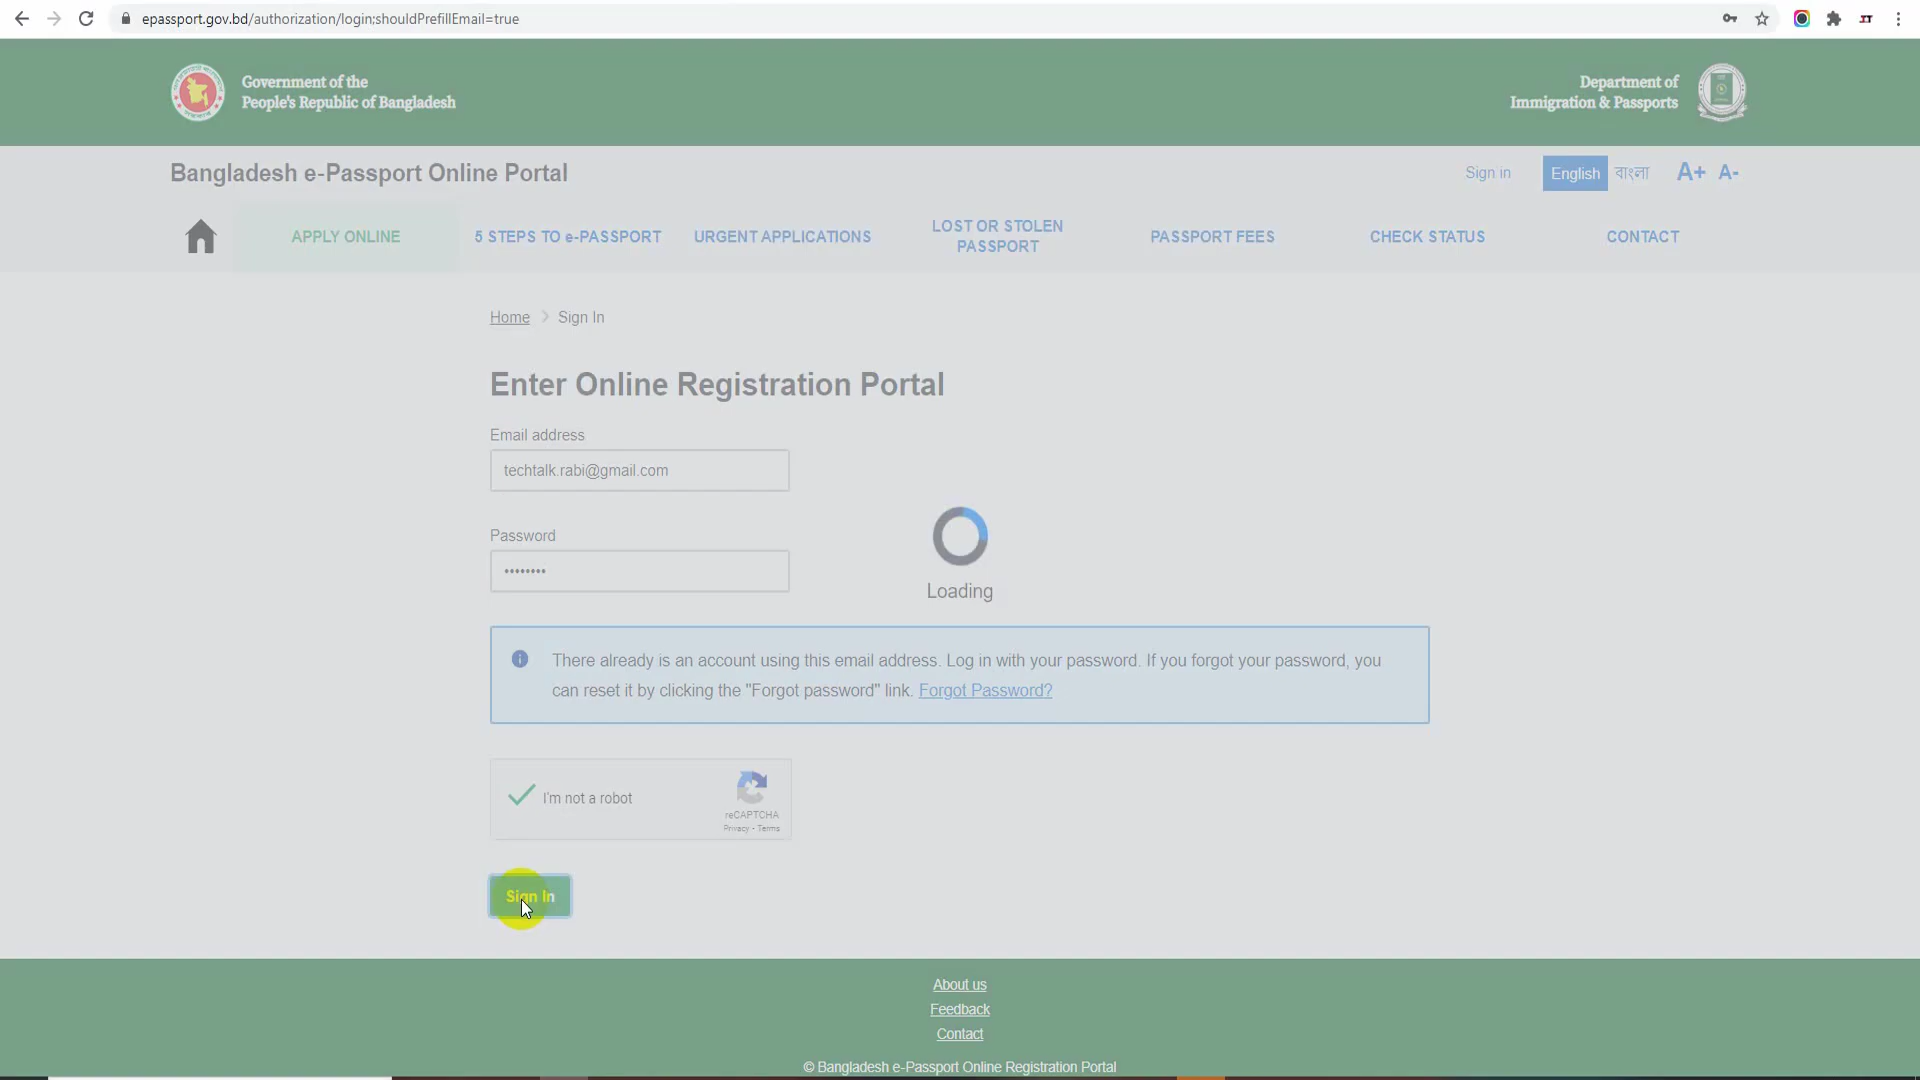 epassport.gov.bd/authorization/login;shouldPrefillEmail=true
Government of the
People's Republic of Bangladesh
Department of
Immigration & Passports
Bangladesh e-Passport Online Portal
Sign in
English
বাংলা
A+
A-
APPLY ONLINE
5 STEPS TO e-PASSPORT
URGENT APPLICATIONS
LOST OR STOLEN
PASSPORT
PASSPORT FEES
CHECK STATUS
CONTACT
Home
Sign In
Enter Online Registration Portal
Email address
techtalk.rabi@gmail.com
Password
••••••••
Loading
There already is an account using this email address. Log in with your password. If you forgot your password, you
can reset it by clicking the "Forgot password" link. Forgot Password?
I'm not a robot
reCAPTCHA
Privacy - Terms
Sign In
About us
Feedback
Contact
© Bangladesh e-Passport Online Registration Portal